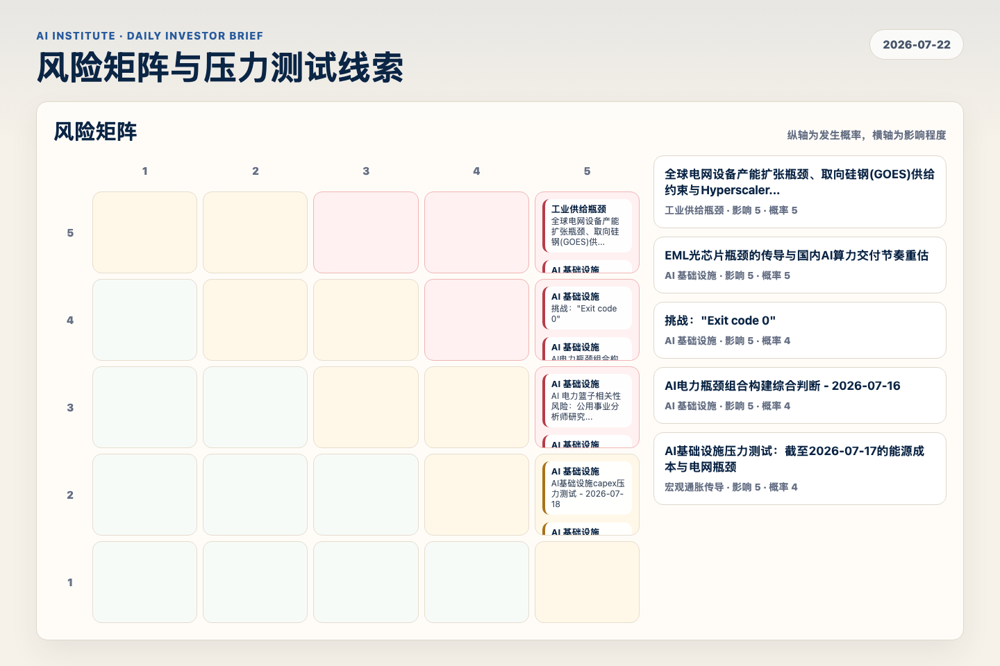 AI INSTITUTE · DAILY INVESTOR BRIEF
风险矩阵与压力测试线索
2026-07-22
风险矩阵
纵轴为发生概率，横轴为影响程度
1 2 3 4 5
5
工业供给瓶颈
全球电网设备产能
扩张瓶颈、取向硅
钢(GOES)供...
AI 基础设施
4
AI 基础设施
挑战："Exit code
0"
AI 基础设施
AI电力瓶颈组合构
3
AI 基础设施
AI 电力篮子相关性
风险：公用事业分
析师研究...
AI 基础设施
2
AI 基础设施
AI基础设施capex压
力测试 - 2026-07-
18
AI 基础设施
1
全球电网设备产能扩张瓶颈、取向硅钢(GOES)供给
约束与Hyperscaler...
工业供给瓶颈 · 影响 5 · 概率 5
EML光芯片瓶颈的传导与国内AI算力交付节奏重估
AI 基础设施 · 影响 5 · 概率 5
挑战："Exit code 0"
AI 基础设施 · 影响 5 · 概率 4
AI电力瓶颈组合构建综合判断 - 2026-07-16
AI 基础设施 · 影响 5 · 概率 4
AI基础设施压力测试：截至2026-07-17的能源成
本与电网瓶颈
宏观通胀传导 · 影响 5 · 概率 4